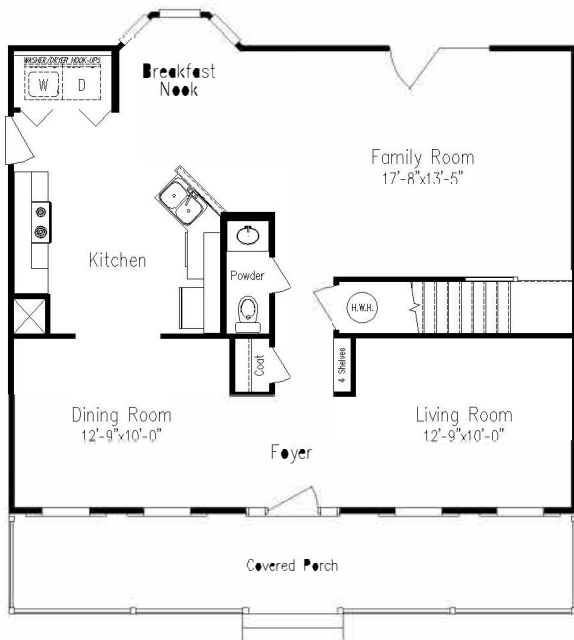 WASHER/DRYER HOOK-UPS
W D
Breakfast
Nook
Family Room
17'-8"x13'-5"
Kitchen
Powder
H.W.H.
Coat
4 Shelves
Dining Room
12'-9"x10'-0"
Living Room
12'-9"x10'-0"
Foyer
Covered Porch